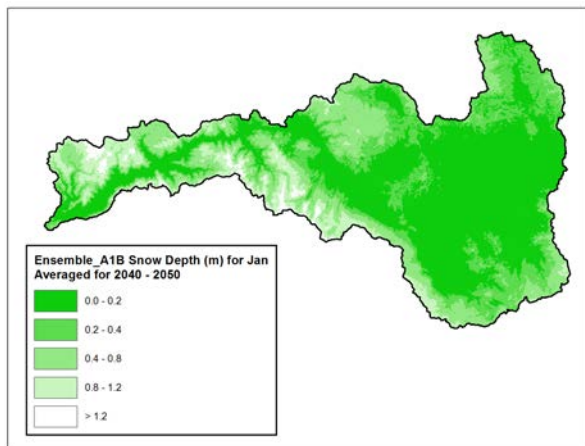 Ensemble_A1B Snow Depth (m) for Jan
Averaged for 2040 - 2050
0.0 - 0.2
0.2 - 0.4
0.4 - 0.8
0.8 - 1.2
> 1.2